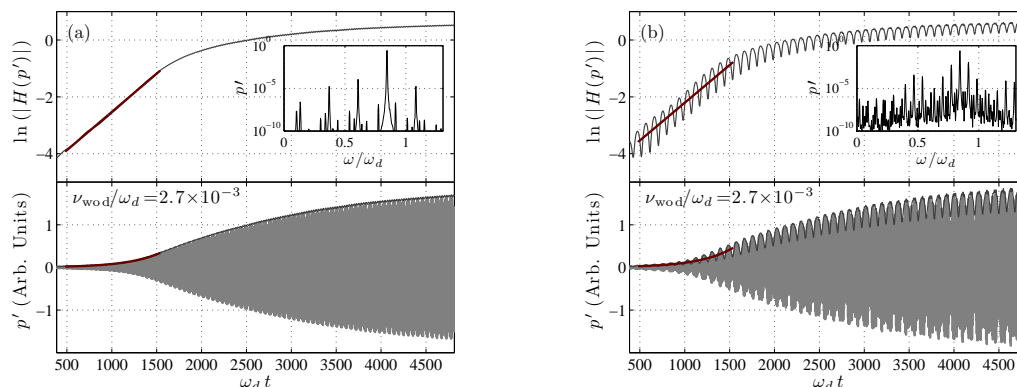 (a)
ln (|H(p′)|)
0
−2
−4
p′
10^0
10^−5
10^−10
0 0.5 1
ω/ω_d
ν_wod/ω_d = 2.7×10^−3
p′ (Arb. Units)
1
0
−1
500 1000 1500 2000 2500 3000 3500 4000 4500
ω_d t
(b)
ln (|H(p′)|)
0
−2
−4
p′
10^0
10^−5
10^−10
0 0.5 1
ω/ω_d
ν_wod/ω_d = 2.7×10^−3
p′ (Arb. Units)
1
0
−1
500 1000 1500 2000 2500 3000 3500 4000 4500
ω_d t